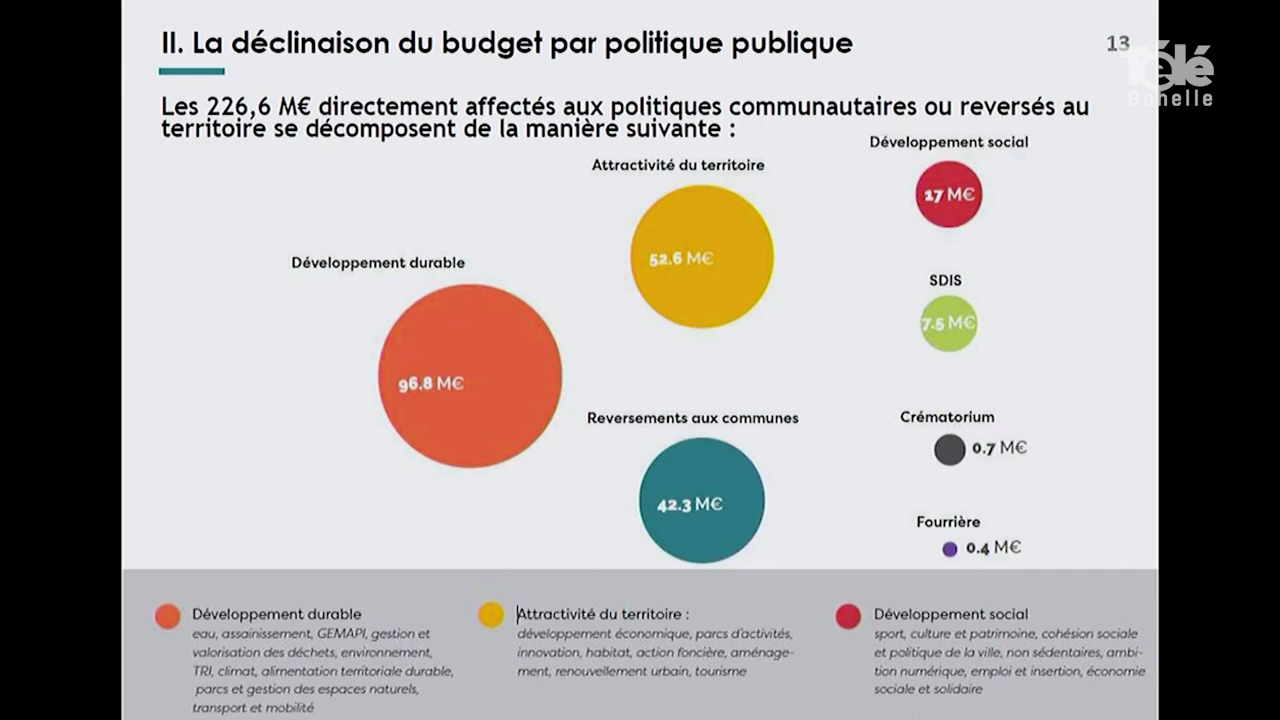 II. La déclinaison du budget par politique publique
13
Télé
Bonelle
Les 226,6 M€ directement affectés aux politiques communautaires ou reversés au
territoire se décomposent de la manière suivante :
Développement social
17 M€
Attractivité du territoire
52.6 M€
Développement durable
96.8 M€
SDIS
7.5 M€
Reversements aux communes
42.3 M€
Crématorium
0.7 M€
Fourrière
0.4 M€
Développement durable
eau, assainissement, GEMAPI, gestion et
valorisation des déchets, environnement,
TRI, climat, alimentation territoriale durable,
parcs et gestion des espaces naturels,
transport et mobilité
Attractivité du territoire :
développement économique, parcs d'activités,
innovation, habitat, action foncière, aménage-
ment, renouvellement urbain, tourisme
Développement social
sport, culture et patrimoine, cohésion sociale
et politique de la ville, non sédentaires, ambi-
tion numérique, emploi et insertion, économie
sociale et solidaire